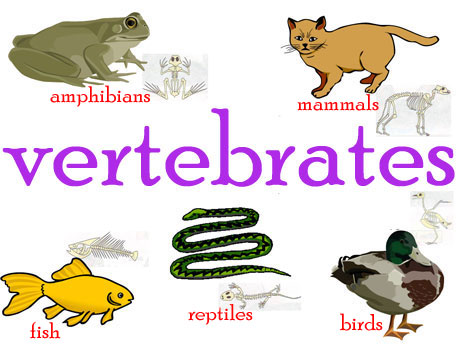 amphibians
mammals
vertebrates
fish
reptiles
birds